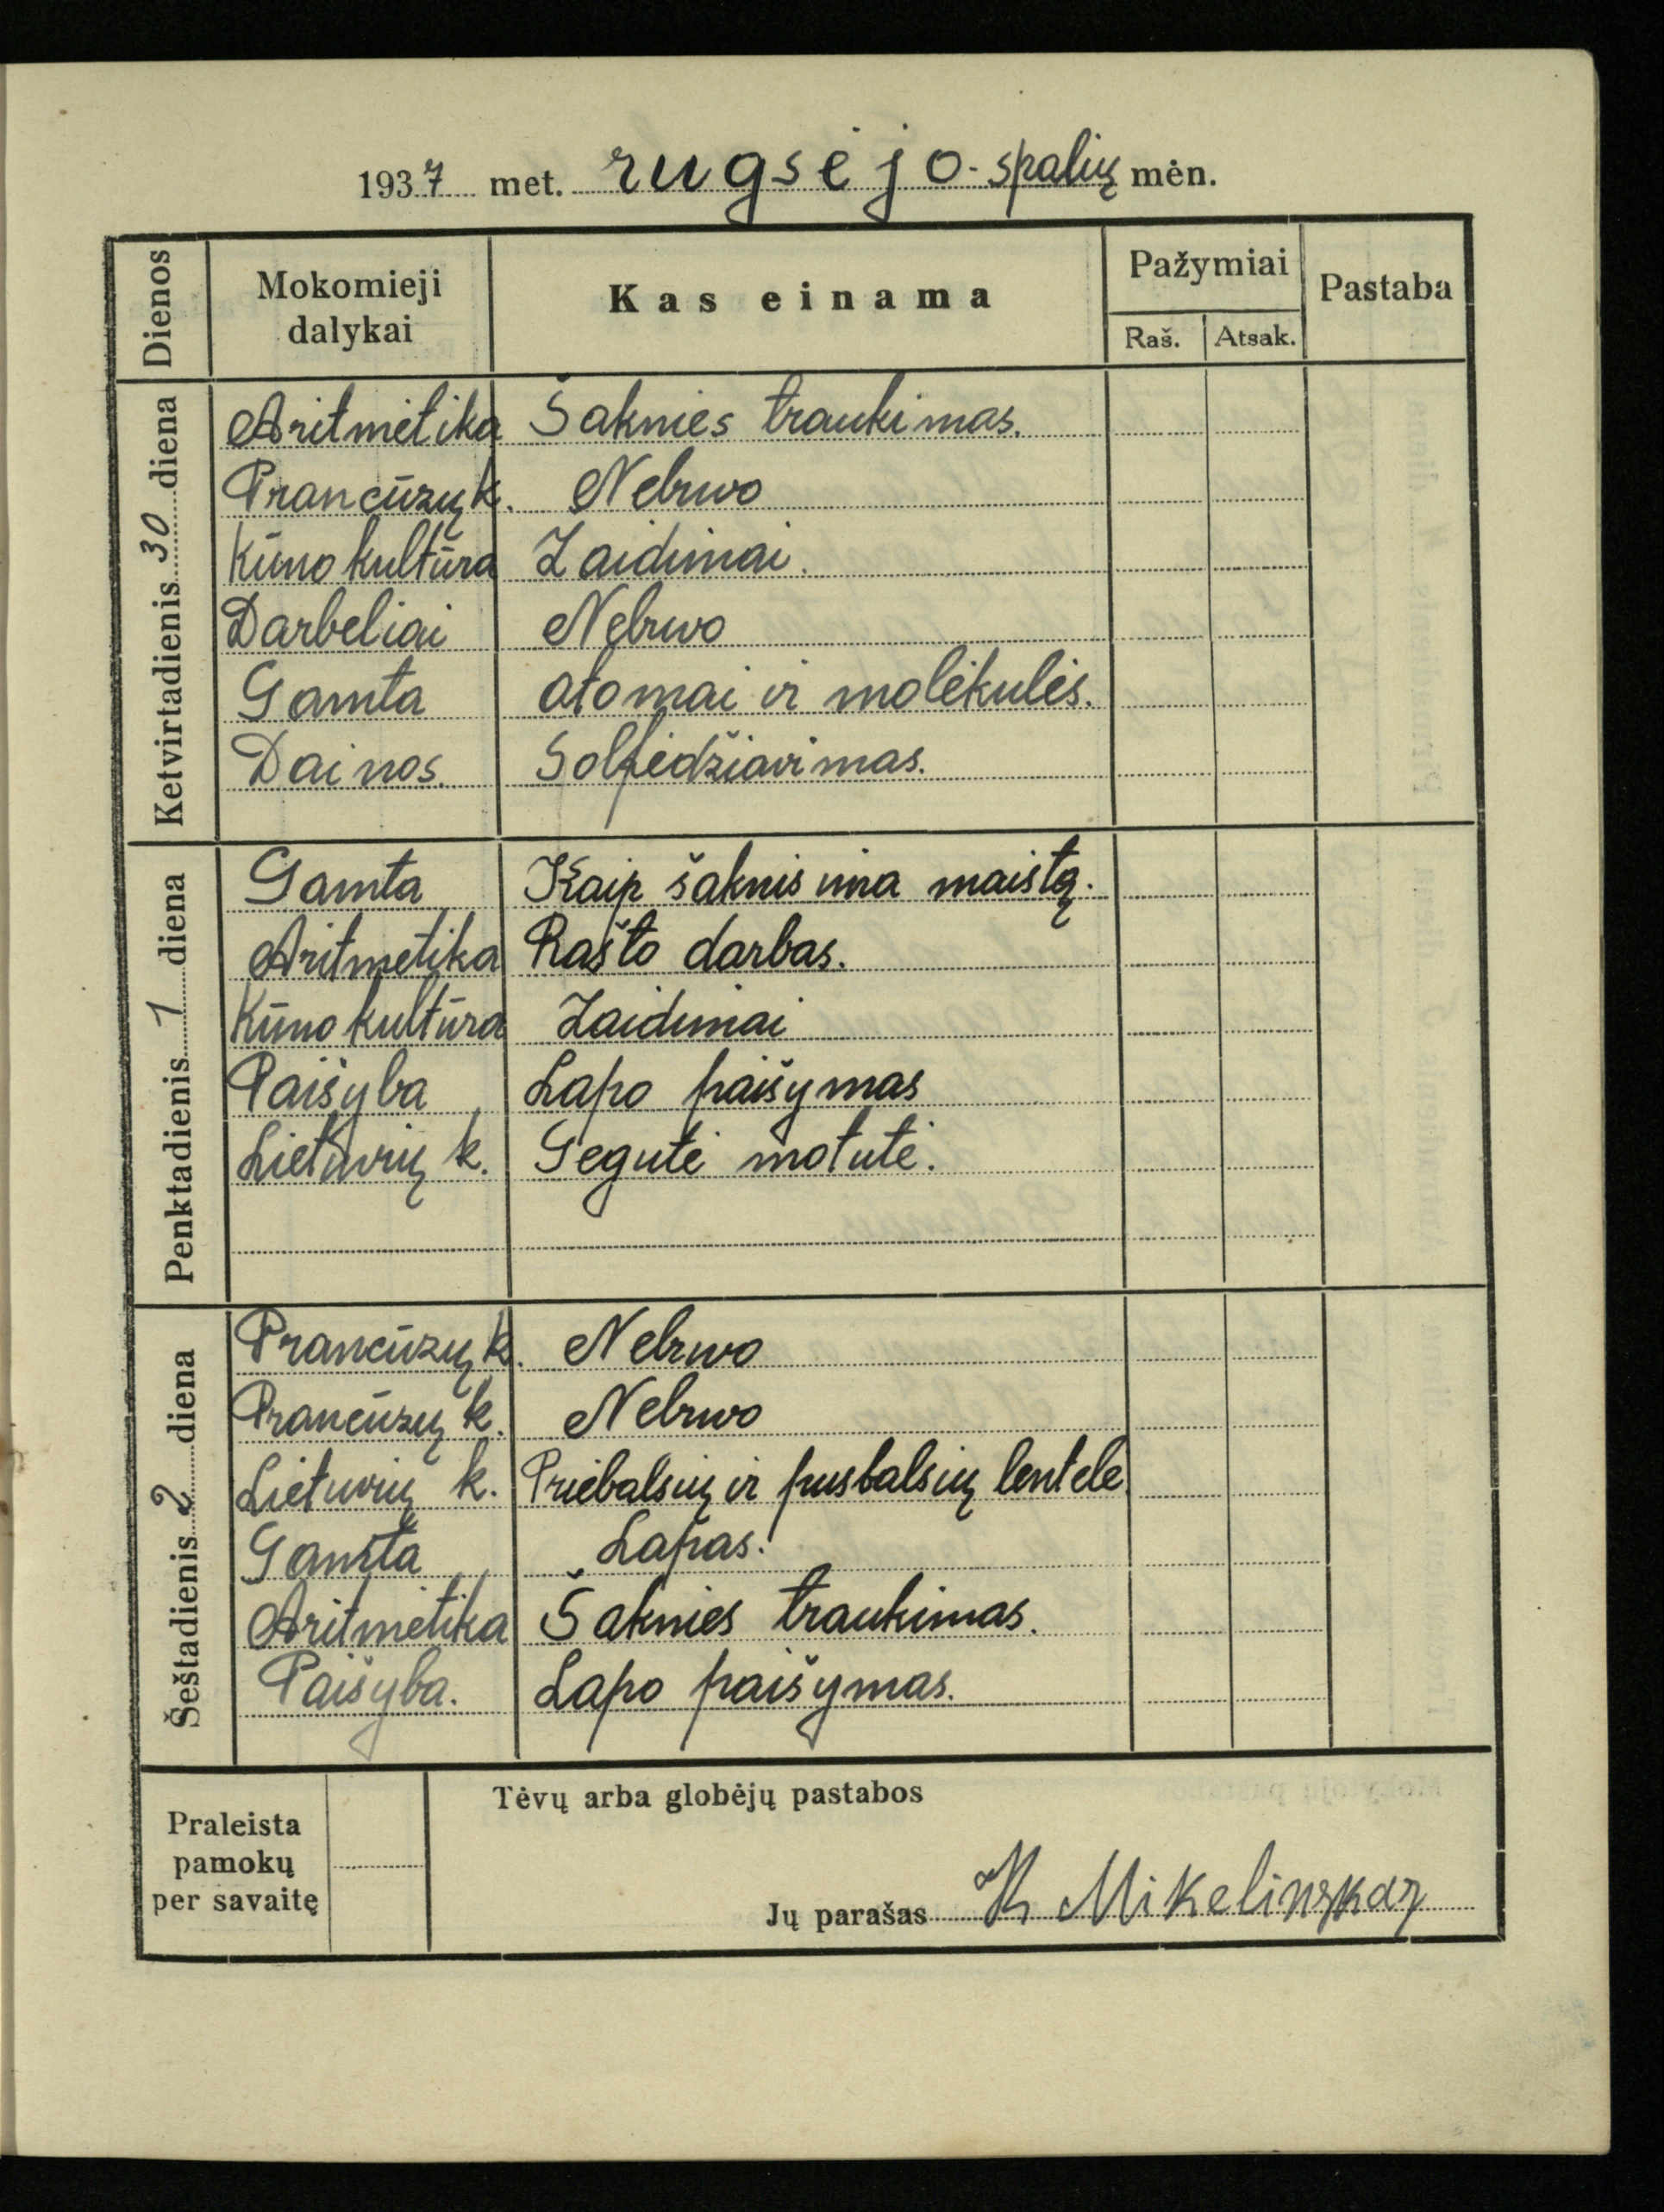 1937 met. rugsėjo-spalių mėn.
Dienos Mokomieji dalykai Kas einama Pažymiai Pastaba
Raš. Atsak.
Ketvirtadienis 30 diena
Aritmėtika Šaknies traukimas.
Prancūzų k. Nebuvo
Kūno kultūra Žaidimai.
Darbeliai Nebuvo
Gamta atomai ir molėkulės.
Dainos. Solfedžiavimas.
Penktadienis 1 diena
Gamta Kaip šaknis ima maistą.
Aritmetika Rašto darbas.
Kūno kultūra Žaidimai
Paišyba Lapo paišymas
Lietuvių k. Gegutė motutė.
Šeštadienis 2 diena
Prancūzų k. Nebuvo
Prancūzų k. Nebuvo
Lietuvių k. Priebalsių ir pusbalsių lentelė
Gamta Lapas.
Aritmėtika Šaknies traukimas.
Paišyba. Lapo paišymas.
Praleista
pamokų
per savaitę
Tėvų arba globėjų pastabos
Jų parašas K Mikelinskas